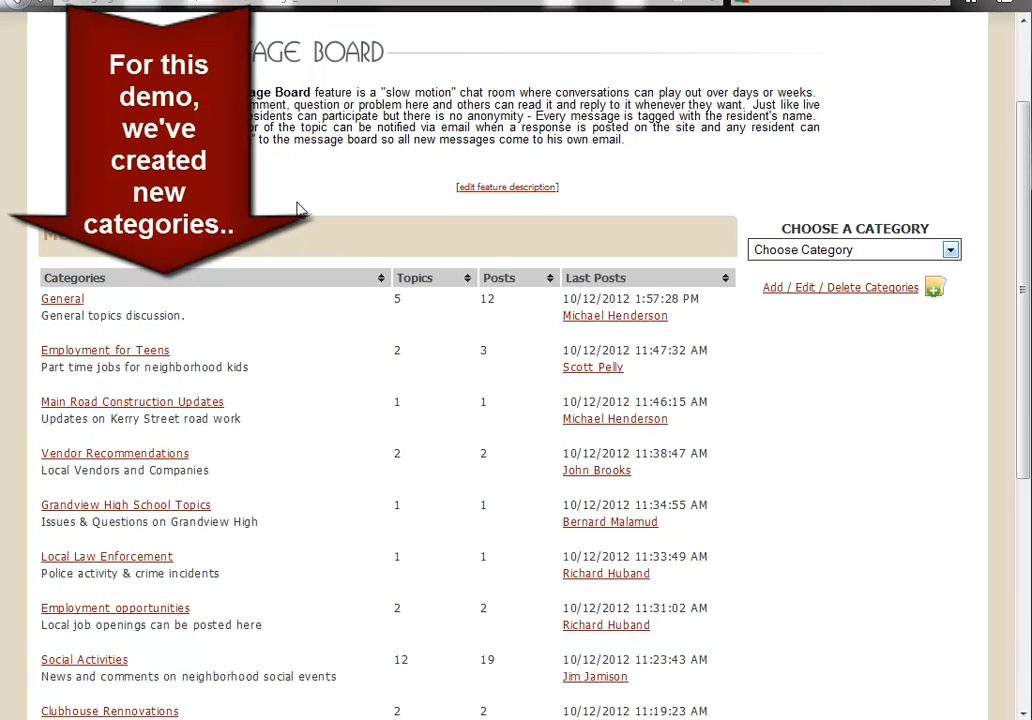 For this
demo,
we've
created
new
categories..
AGE BOARD
age Board feature is a "slow motion" chat room where conversations can play out over days or weeks.
mment, question or problem here and others can read it and reply to it whenever they want. Just like live
esidents can participate but there is no anonymity - Every message is tagged with the resident's name.
or of the topic can be notified via email when a response is posted on the site and any resident can
to the message board so all new messages come to his own email.
[edit feature description]
CHOOSE A CATEGORY
Choose Category
Add / Edit / Delete Categories
Categories Topics Posts Last Posts
General 5 12 10/12/2012 1:57:28 PM
General topics discussion. Michael Henderson
Employment for Teens 2 3 10/12/2012 11:47:32 AM
Part time jobs for neighborhood kids Scott Pelly
Main Road Construction Updates 1 1 10/12/2012 11:46:15 AM
Updates on Kerry Street road work Michael Henderson
Vendor Recommendations 2 2 10/12/2012 11:38:47 AM
Local Vendors and Companies John Brooks
Grandview High School Topics 1 1 10/12/2012 11:34:55 AM
Issues & Questions on Grandview High Bernard Malamud
Local Law Enforcement 1 1 10/12/2012 11:33:49 AM
Police activity & crime incidents Richard Huband
Employment opportunities 2 2 10/12/2012 11:31:02 AM
Local job openings can be posted here Richard Huband
Social Activities 12 19 10/12/2012 11:23:43 AM
News and comments on neighborhood social events Jim Jamison
Clubhouse Rennovations 2 2 10/12/2012 11:19:23 AM